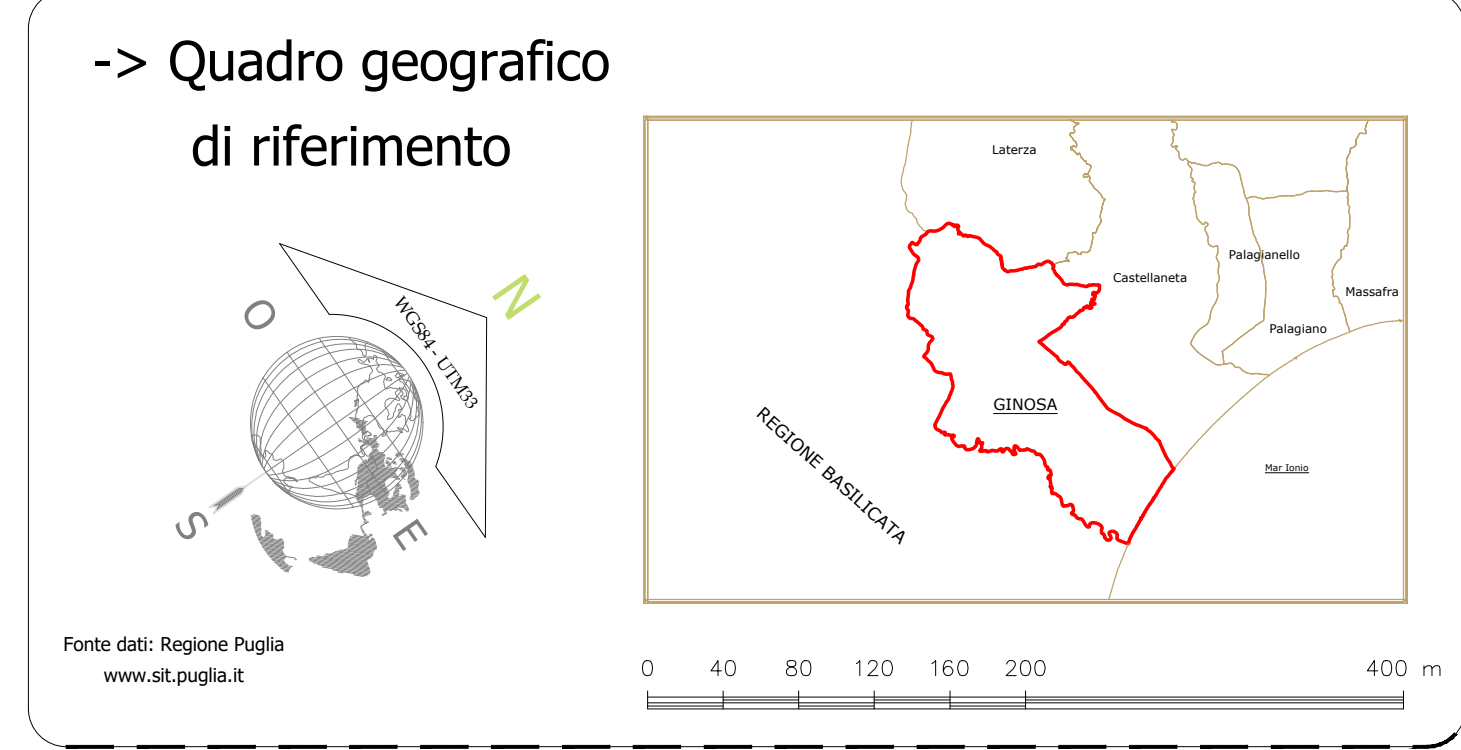 -> Quadro geografico
di riferimento
Laterza
Castellaneta
Palagianello
Massafra
Palagiano
GINOSA
Mar Ionio
REGIONE BASILICATA
N
O
WGS84 - UTM33
S
E
Fonte dati: Regione Puglia
www.sit.puglia.it
0 40 80 120 160 200 400 m